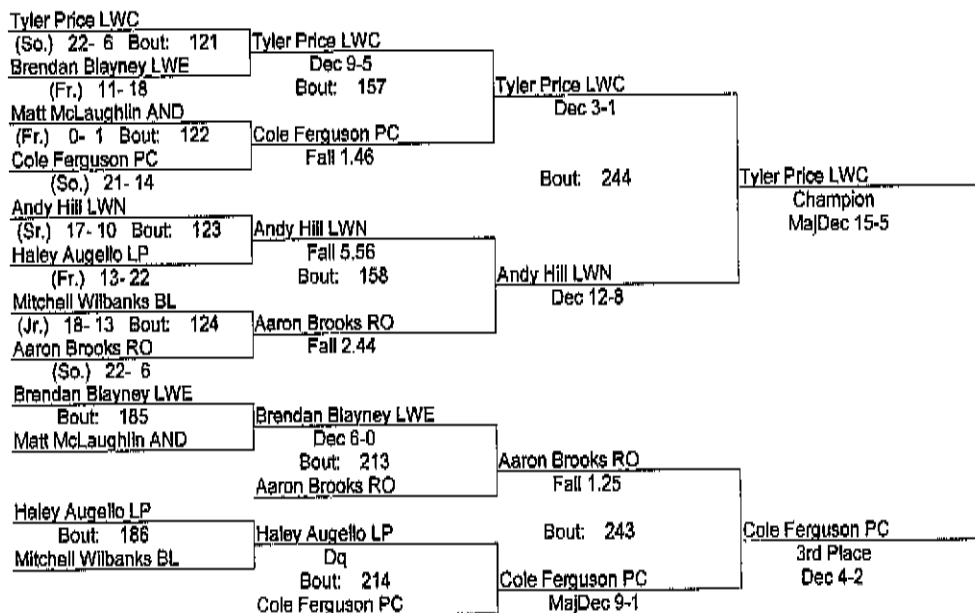 Tyler Price LWC
(So.) 22- 6 Bout: 121
Brendan Blayney LWE
(Fr.) 11- 18
Matt McLaughlin AND
(Fr.) 0- 1 Bout: 122
Cole Ferguson PC
(So.) 21- 14
Andy Hill LWN
(Sr.) 17- 10 Bout: 123
Haley Augello LP
(Fr.) 13- 22
Mitchell Wilbanks BL
(Jr.) 18- 13 Bout: 124
Aaron Brooks RO
(So.) 22- 6
Tyler Price LWC
Dec 9-5
Bout: 157
Cole Ferguson PC
Fall 1.46
Andy Hill LWN
Fall 5.56
Bout: 158
Aaron Brooks RO
Fall 2.44
Tyler Price LWC
Dec 3-1
Bout: 244
Andy Hill LWN
Dec 12-8
Tyler Price LWC
Champion
MajDec 15-5
Brendan Blayney LWE
Bout: 185
Matt McLaughlin AND
Haley Augello LP
Bout: 186
Mitchell Wilbanks BL
Brendan Blayney LWE
Dec 6-0
Bout: 213
Aaron Brooks RO
Haley Augello LP
Dq
Bout: 214
Cole Ferguson PC
Aaron Brooks RO
Fall 1.25
Bout: 243
Cole Ferguson PC
MajDec 9-1
Cole Ferguson PC
3rd Place
Dec 4-2